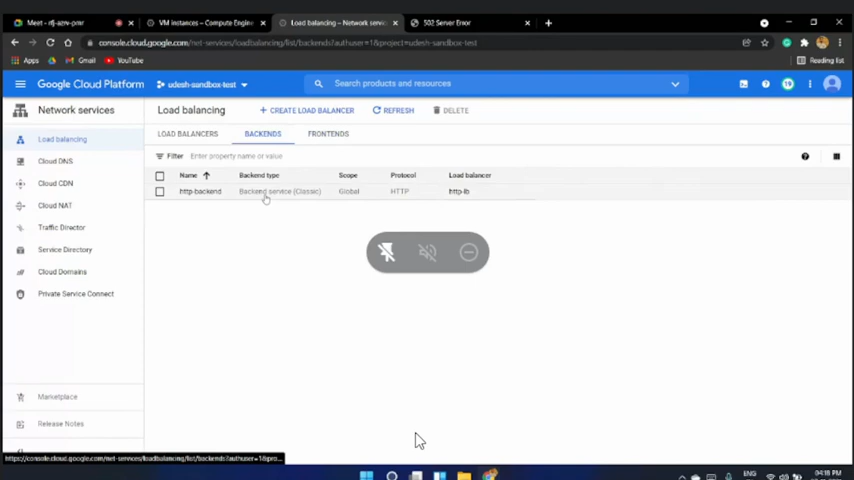 Meet - rfj-azrv-pmr
VM instances – Compute Engine
Load balancing – Network servic
502 Server Error
console.cloud.google.com/net-services/loadbalancing/list/backends?authuser=1&project=udesh-sandbox-test
Apps
Gmail
YouTube
Reading list
Google Cloud Platform
udesh-sandbox-test
Search products and resources
19
Network services
Load balancing
CREATE LOAD BALANCER
REFRESH
DELETE
Load balancing
Cloud DNS
Cloud CDN
Cloud NAT
Traffic Director
Service Directory
Cloud Domains
Private Service Connect
Marketplace
Release Notes
LOAD BALANCERS
BACKENDS
FRONTENDS
Filter Enter property name or value
Name Backend type Scope Protocol Load balancer
http-backend Backend service (Classic) Global HTTP http-lb
https://console.cloud.google.com/net-services/loadbalancing/list/backends?authuser=1&pro...
ENG
04:18 PM